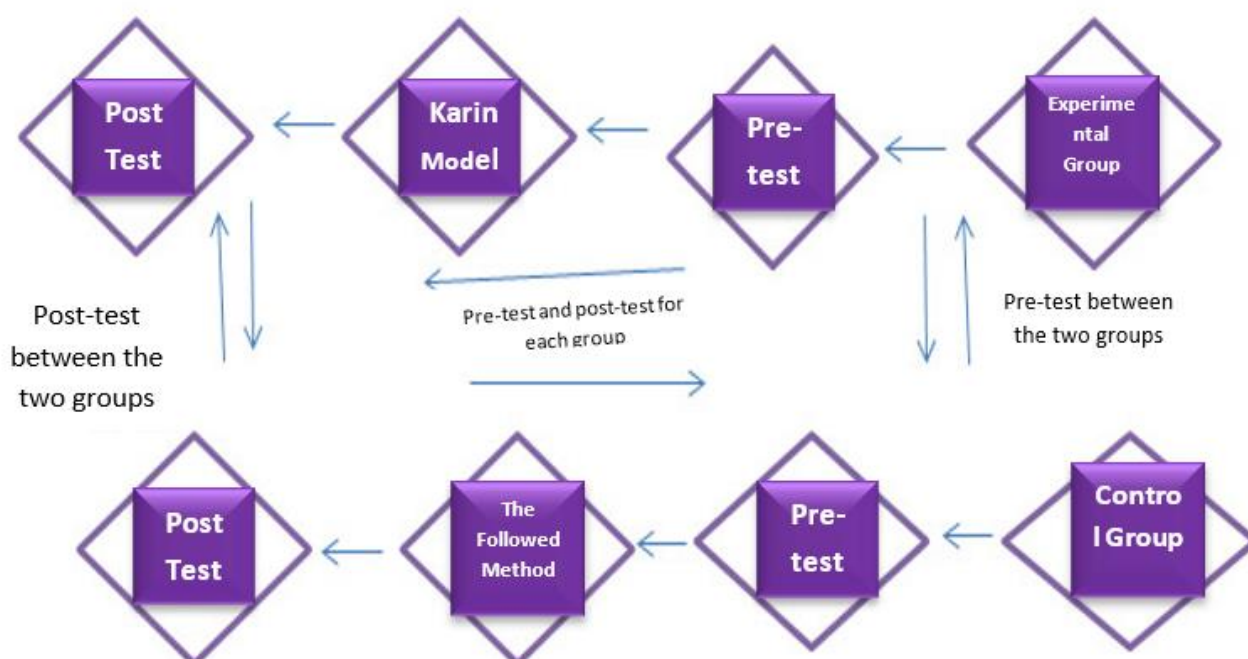 Post
Test
Karin
Model
Pre-
test
Experime
ntal
Group
Post-test
between the
two groups
Pre-test and post-test for
each group
Pre-test between
the two groups
Post
Test
The
Followed
Method
Pre-
test
Contro
l Group